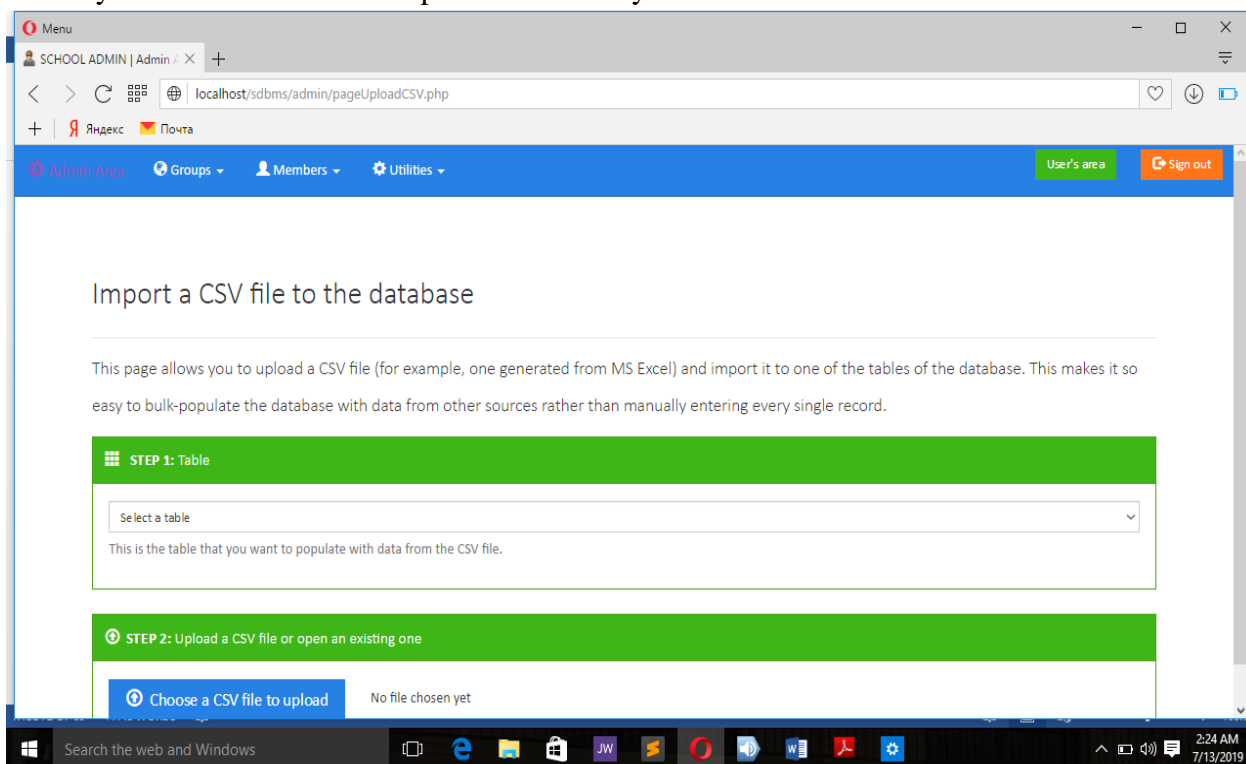 Menu
SCHOOL ADMIN | Admin A
localhost/sdbms/admin/pageUploadCSV.php
Яндекс Почта
Admin Area Groups Members Utilities User's area Sign out
Import a CSV file to the database
This page allows you to upload a CSV file (for example, one generated from MS Excel) and import it to one of the tables of the database. This makes it so
easy to bulk-populate the database with data from other sources rather than manually entering every single record.
STEP 1: Table
Select a table
This is the table that you want to populate with data from the CSV file.
STEP 2: Upload a CSV file or open an existing one
Choose a CSV file to upload No file chosen yet
Search the web and Windows JW 2:24 AM
7/13/2019